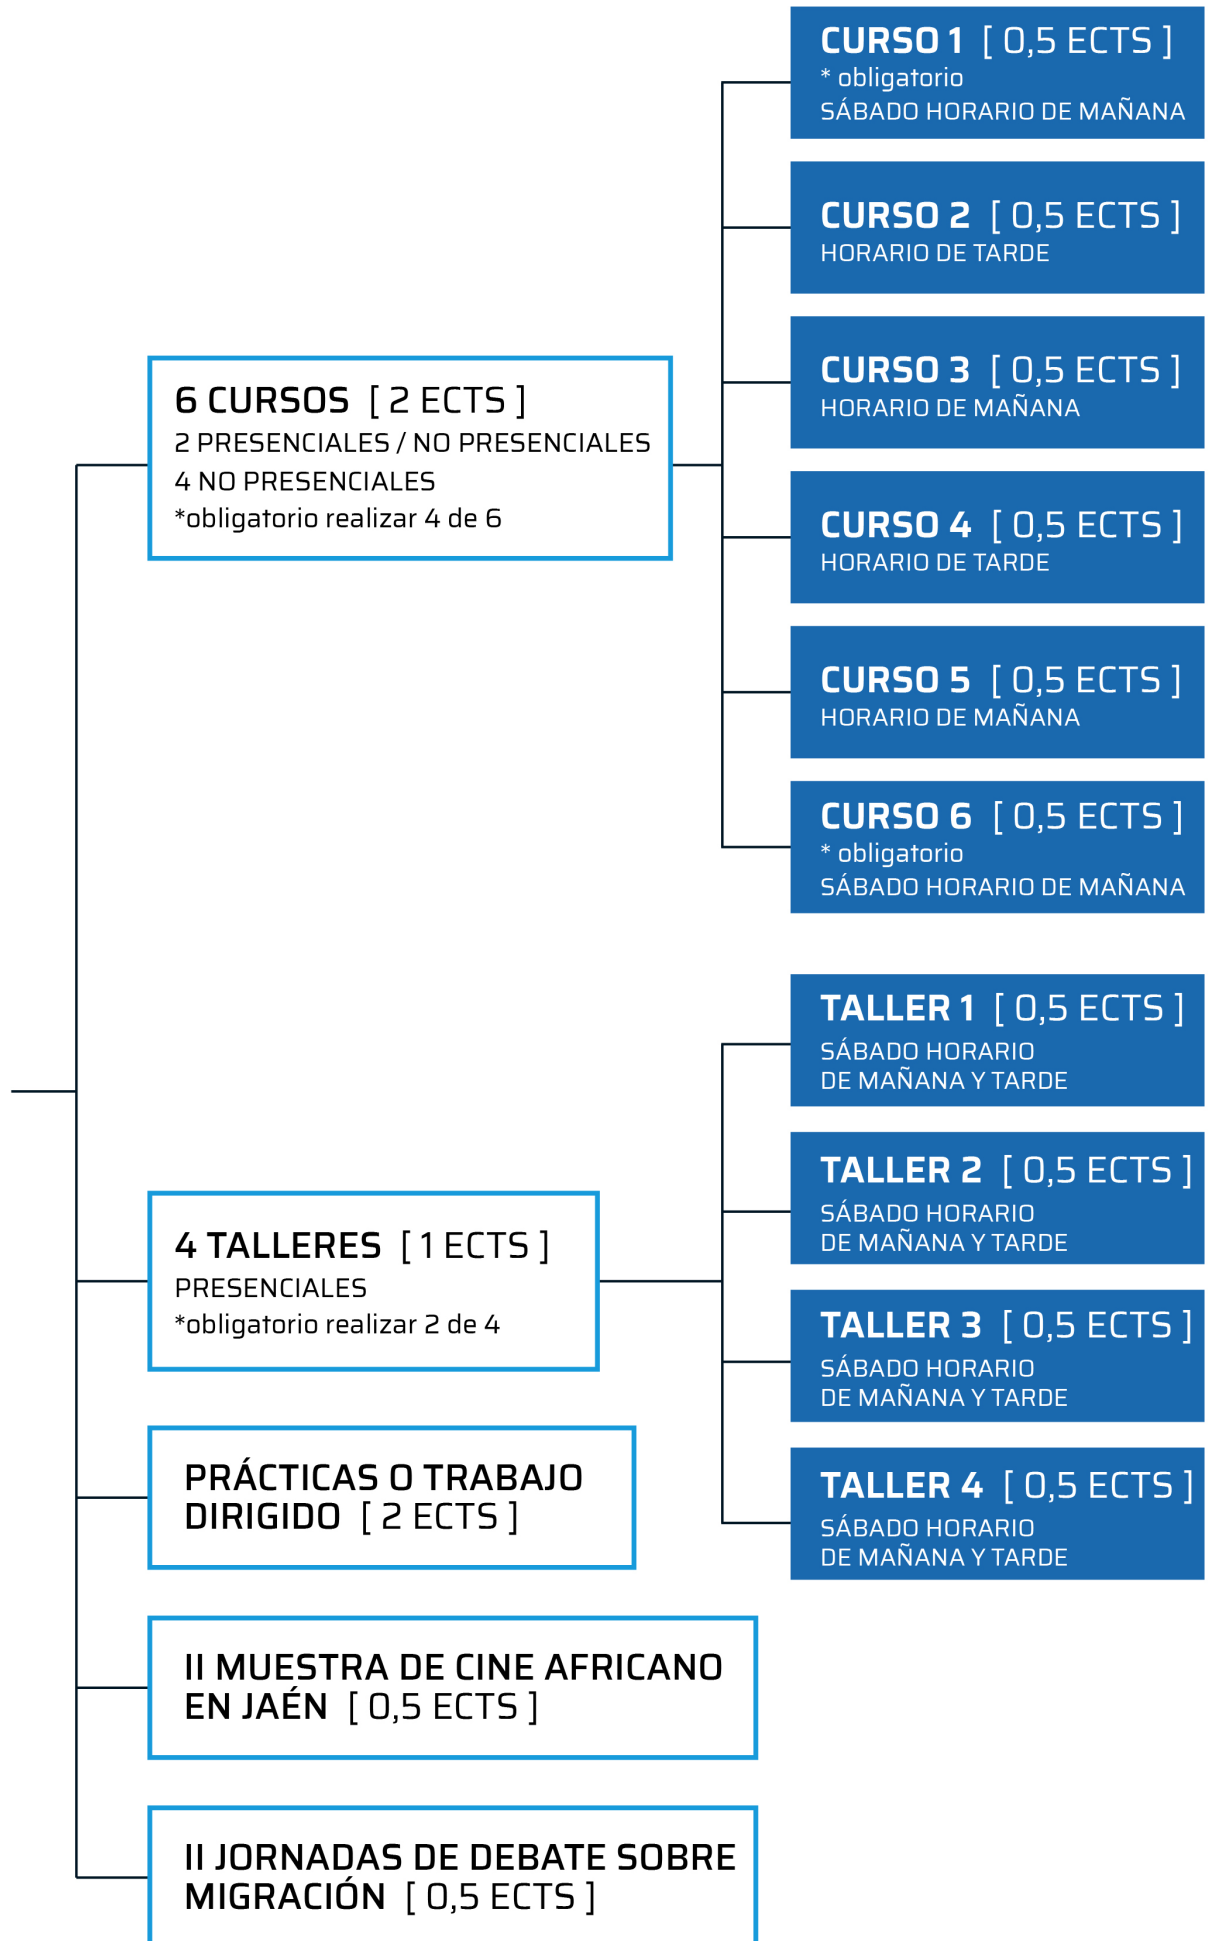 CURSO 1 [ 0,5 ECTS ]
* obligatorio
SÁBADO HORARIO DE MAÑANA
CURSO 2 [ 0,5 ECTS ]
HORARIO DE TARDE
CURSO 3 [ 0,5 ECTS ]
HORARIO DE MAÑANA
6 CURSOS [ 2 ECTS ]
2 PRESENCIALES / NO PRESENCIALES
4 NO PRESENCIALES
*obligatorio realizar 4 de 6
CURSO 4 [ 0,5 ECTS ]
HORARIO DE TARDE
CURSO 5 [ 0,5 ECTS ]
HORARIO DE MAÑANA
CURSO 6 [ 0,5 ECTS ]
* obligatorio
SÁBADO HORARIO DE MAÑANA
TALLER 1 [ 0,5 ECTS ]
SÁBADO HORARIO
DE MAÑANA Y TARDE
TALLER 2 [ 0,5 ECTS ]
SÁBADO HORARIO
DE MAÑANA Y TARDE
4 TALLERES [ 1 ECTS ]
PRESENCIALES
*obligatorio realizar 2 de 4
TALLER 3 [ 0,5 ECTS ]
SÁBADO HORARIO
DE MAÑANA Y TARDE
TALLER 4 [ 0,5 ECTS ]
SÁBADO HORARIO
DE MAÑANA Y TARDE
PRÁCTICAS O TRABAJO
DIRIGIDO [ 2 ECTS ]
II MUESTRA DE CINE AFRICANO
EN JAÉN [ 0,5 ECTS ]
II JORNADAS DE DEBATE SOBRE
MIGRACIÓN [ 0,5 ECTS ]